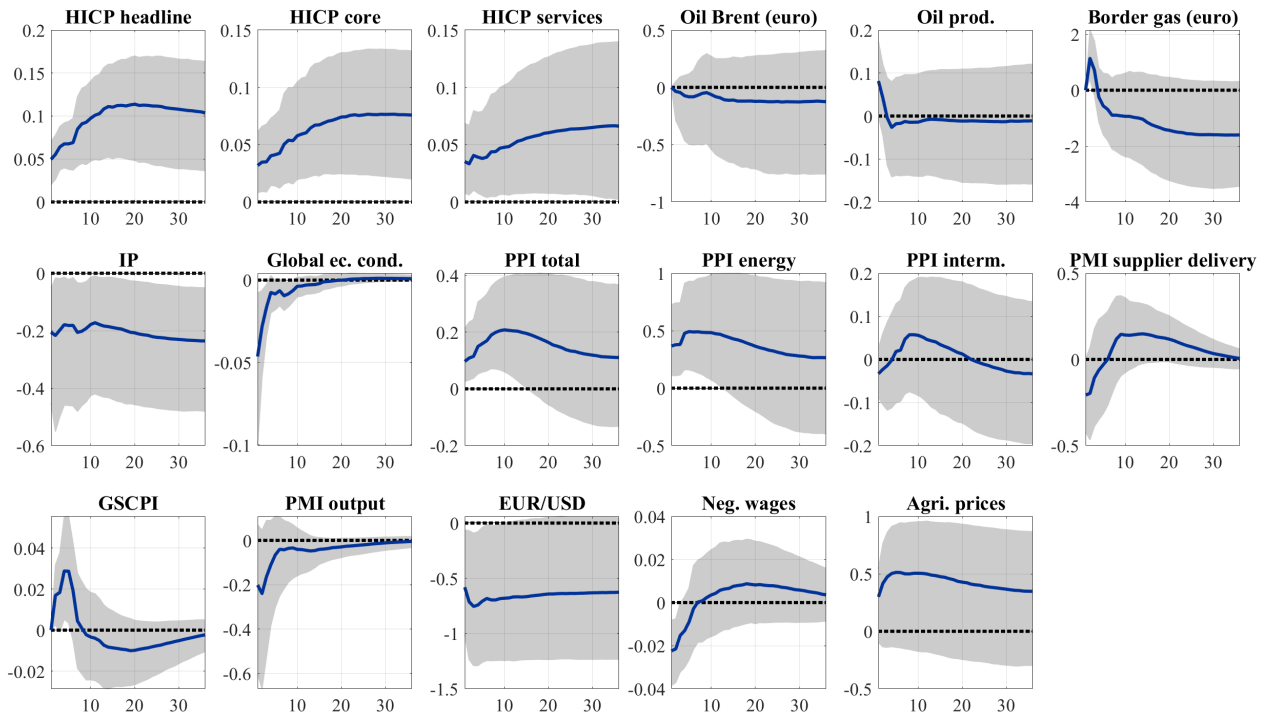 HICP headline HICP core HICP services Oil Brent (euro) Oil prod. Border gas (euro)
0.2 0.15 0.15 0.5 0.2 2
0.15 0.1 0.1 0 0.1 0
0.1 0.05 0.05 -0.5 0 -2
0.05 0 0 -1 -0.1 -4
0 -0.2
10 20 30 10 20 30 10 20 30 10 20 30 10 20 30 10 20 30
IP Global ec. cond. PPI total PPI energy PPI interm. PMI supplier delivery
0 0 0.4 1 0.2 0.5
-0.2 -0.05 0.2 0.5 0.1 0
-0.4 -0.1 0 0 0 -0.5
-0.6 -0.2 -0.5 -0.1
-0.2
10 20 30 10 20 30 10 20 30 10 20 30 10 20 30 10 20 30
GSCPI PMI output EUR/USD Neg. wages Agri. prices
0.04 0 0 0.04 1
0.02 -0.2 -0.5 0.02 0.5
0 -0.4 -1 0 0
-0.02 -0.6 -1.5 -0.02 -0.5
-0.04
10 20 30 10 20 30 10 20 30 10 20 30 10 20 30